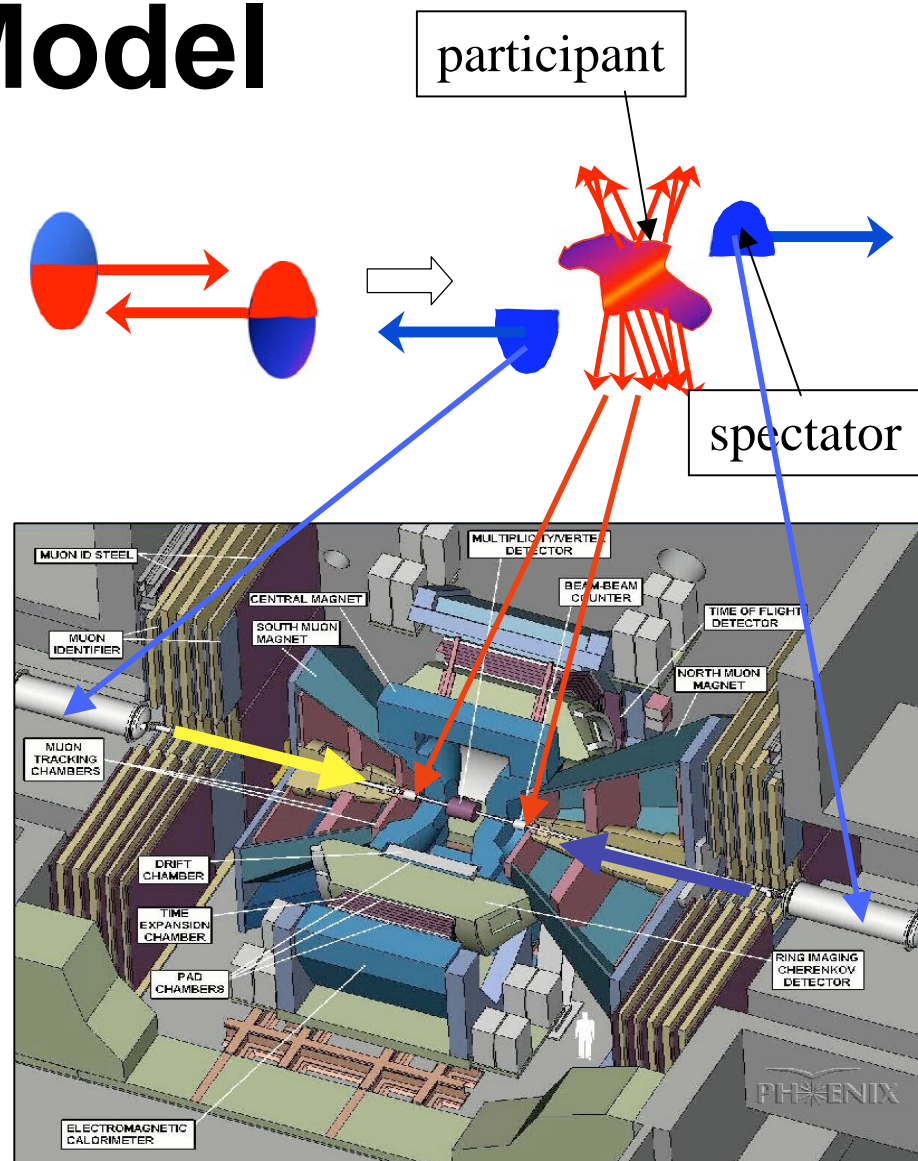 Model
participant
spectator
MUON ID STEEL
MULTIPLICITY/VERTEX
DETECTOR
BEAM-BEAM
COUNTER
CENTRAL MAGNET
TIME OF FLIGHT
DETECTOR
SOUTH MUON
MAGNET
MUON
IDENTIFIER
NORTH MUON
MAGNET
MUON
TRACKING
CHAMBERS
DRIFT
CHAMBER
TIME
EXPANSION
CHAMBER
PAD
CHAMBERS
RING IMAGING
CHERENKOV
DETECTOR
PHENIX
ELECTROMAGNETIC
CALORIMETER